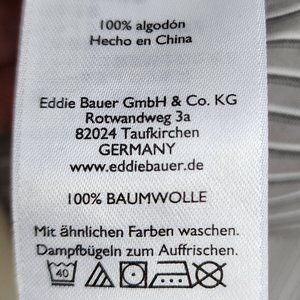 100% algodón
Hecho en China
Eddie Bauer GmbH & Co. KG
Rotwandweg 3a
82024 Taufkirchen
GERMANY
www.eddiebauer.de
100% BAUMWOLLE
Mit ähnlichen Farben waschen.
Dampfbügeln zum Auffrischen.
40